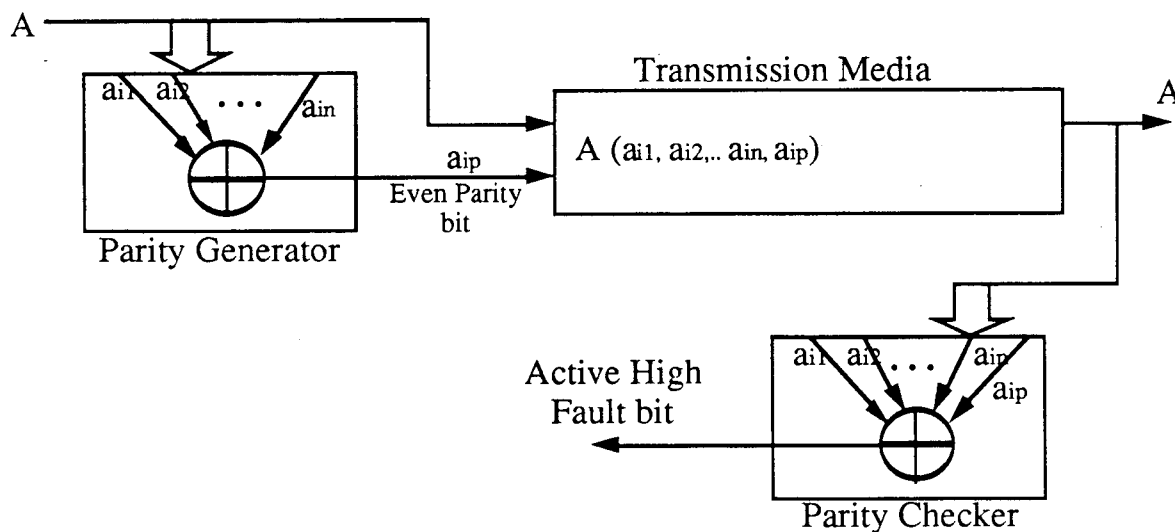 A
ai1 ai2 ... ain
aip
Even Parity
bit
Parity Generator
Transmission Media
A (ai1, ai2,.. ain, aip)
A
ai1 ai2 ... ain
aip
Active High
Fault bit
Parity Checker